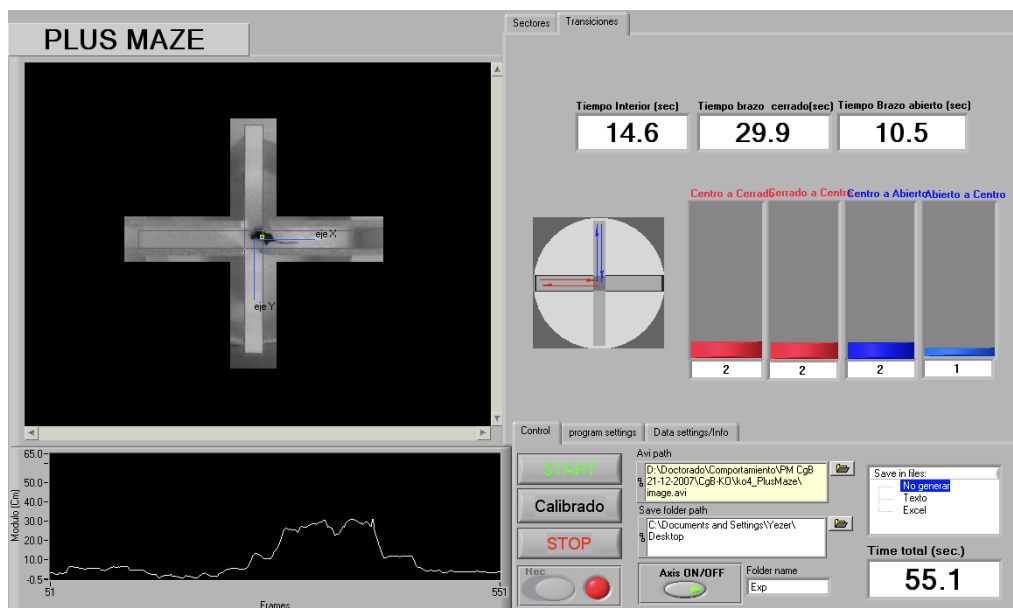 PLUS MAZE
eje X
eje Y
65.0
50.0
40.0
30.0
20.0
10.0
-0.5
Modulo (Cm)
51
551
Frames
Sectores
Transiciones
Tiempo Interior (sec)
Tiempo brazo cerrado(sec)
Tiempo Brazo abierto (sec)
14.6
29.9
10.5
Centro a Cerrado
Cerrado a Centro
Centro a Abierto
Abierto a Centro
2
2
2
1
Control
program settings
Data settings/Info
START
Calibrado
STOP
Rec
Avi path
D:\Doctorado\Comportamiento\PM CgB
21-12-2007\CgB-KO\ko4_PlusMaze\
image.avi
Save folder path
C:\Documents and Settings\Yezer\
Desktop
Axis ON/OFF
Folder name
Exp
Save in files:
No generar
Texto
Excel
Time total (sec.)
55.1